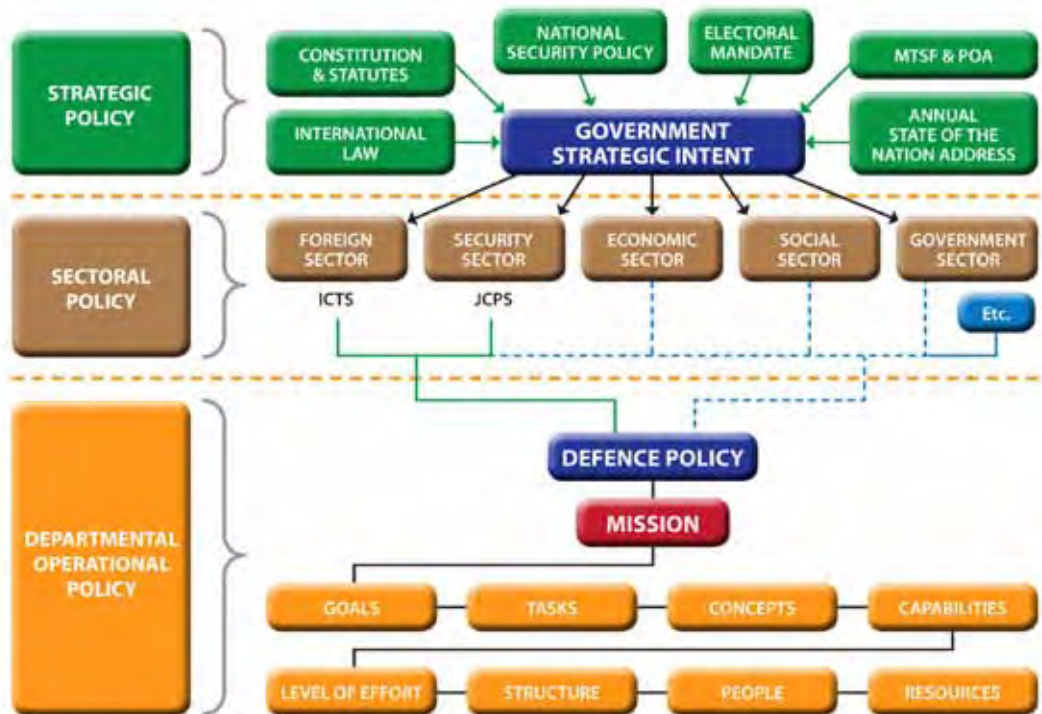 STRATEGIC
POLICY
CONSTITUTION
& STATUTES
NATIONAL
SECURITY POLICY
ELECTORAL
MANDATE
MTSF & POA
INTERNATIONAL
LAW
GOVERNMENT
STRATEGIC INTENT
ANNUAL
STATE OF THE
NATION ADDRESS
SECTORAL
POLICY
FOREIGN
SECTOR
SECURITY
SECTOR
ECONOMIC
SECTOR
SOCIAL
SECTOR
GOVERNMENT
SECTOR
ICTS
JCPS
Etc.
DEPARTMENTAL
OPERATIONAL
POLICY
DEFENCE POLICY
MISSION
GOALS
TASKS
CONCEPTS
CAPABILITIES
LEVEL OF EFFORT
STRUCTURE
PEOPLE
RESOURCES